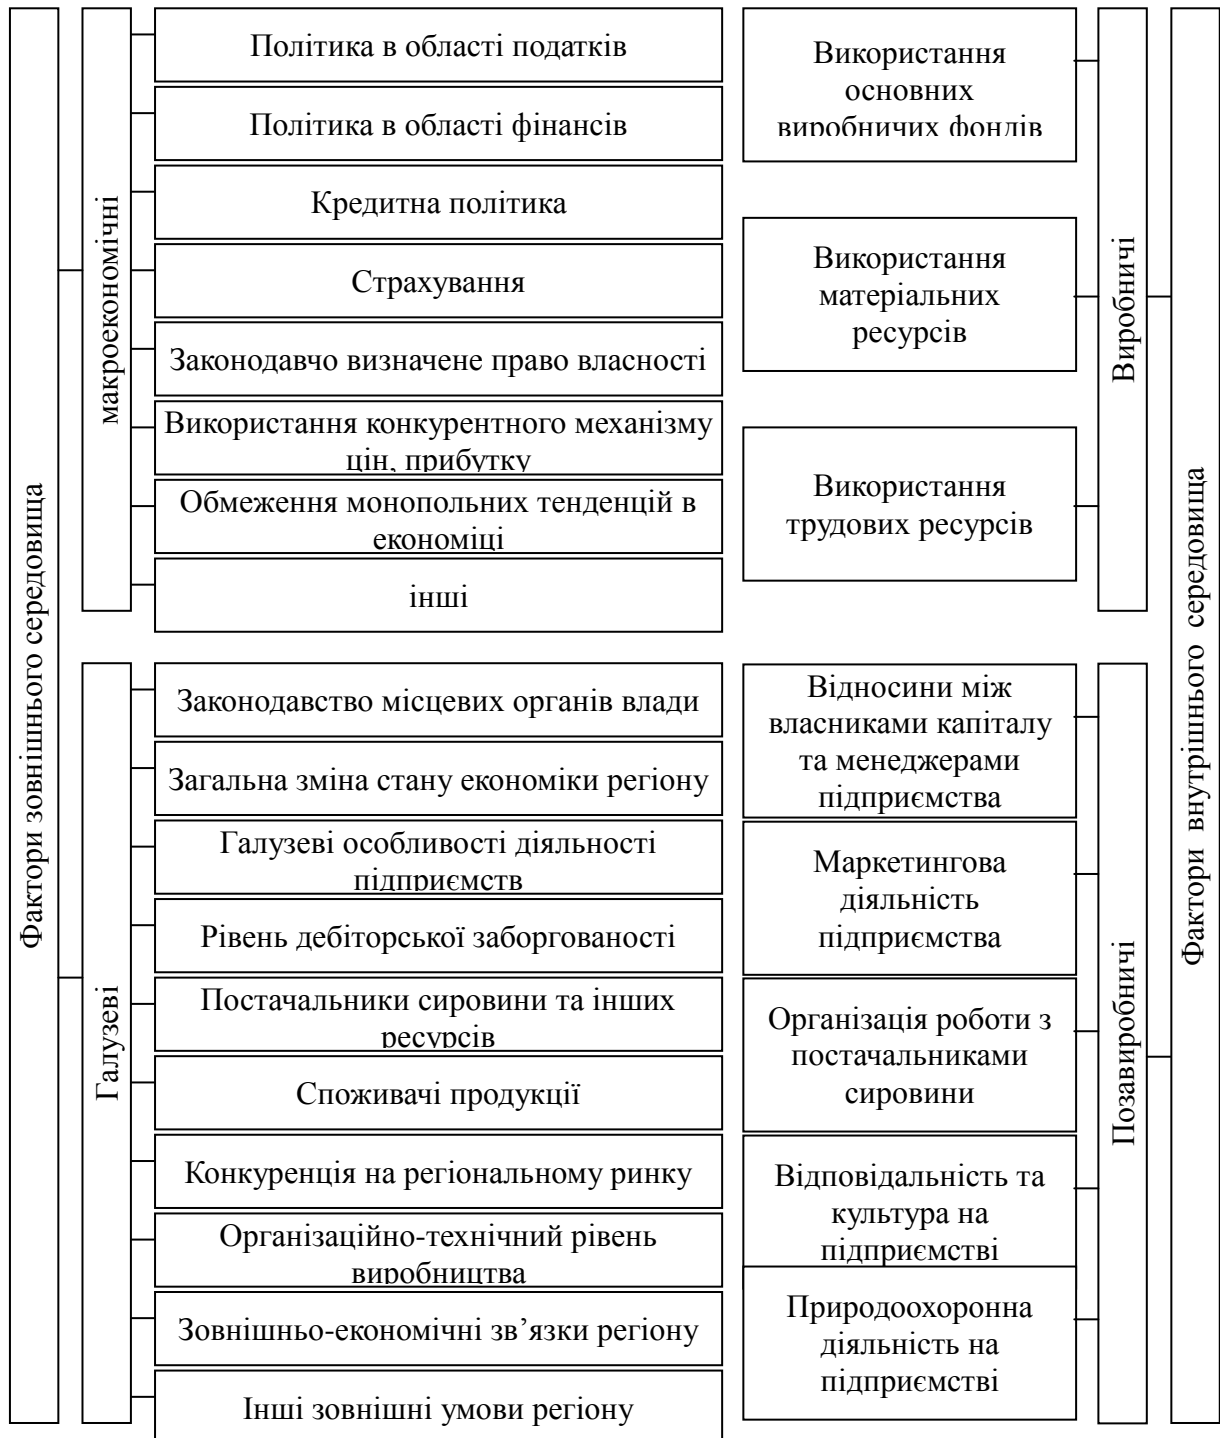 Фактори зовнішнього середовища
макроекономічні
Політика в області податків
Політика в області фінансів
Кредитна політика
Страхування
Законодавчо визначене право власності
Використання конкурентного механізму
цін, прибутку
Обмеження монопольних тенденцій в
економіці
інші
Галузеві
Законодавство місцевих органів влади
Загальна зміна стану економіки регіону
Галузеві особливості діяльності
підприємств
Рівень дебіторської заборгованості
Постачальники сировини та інших
ресурсів
Споживачі продукції
Конкуренція на регіональному ринку
Організаційно-технічний рівень
виробництва
Зовнішньо-економічні зв’язки регіону
Інші зовнішні умови регіону
Використання
основних
виробничих фондів
Використання
матеріальних
ресурсів
Використання
трудових ресурсів
Виробничі
Відносини між
власниками капіталу
та менеджерами
підприємства
Маркетингова
діяльність
підприємства
Організація роботи з
постачальниками
сировини
Відповідальність та
культура на
підприємстві
Природоохоронна
діяльність на
підприємстві
Позавиробничі
Фактори внутрішнього середовища